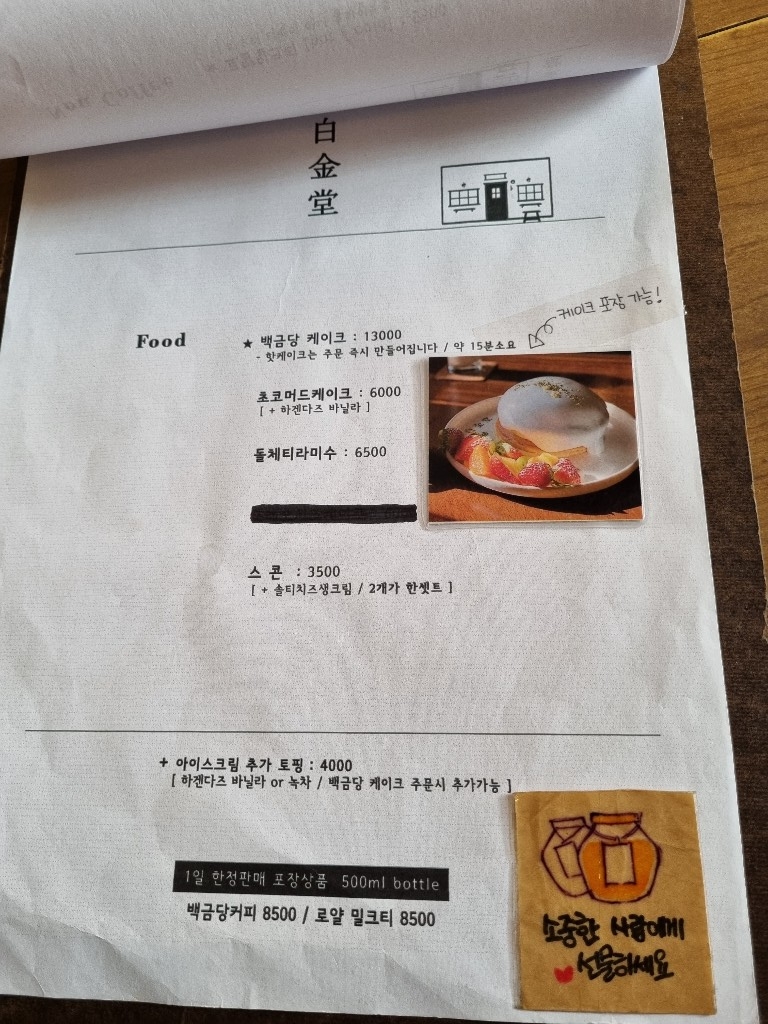 白
金
堂
케이크 포장 가능!
Food
★ 백금당 케이크 : 13000
- 핫케이크는 주문 즉시 만들어집니다 / 약 15분소요
초코머드케이크 : 6000
[ + 하겐다즈 바닐라 ]
돌체티라미수 : 6500
스 콘 : 3500
[ + 솔티치즈생크림 / 2개가 한셋트 ]
+ 아이스크림 추가 토핑 : 4000
[ 하겐다즈 바닐라 or 녹차 / 백금당 케이크 주문시 추가가능 ]
1일 한정판매 포장상품 500ml bottle
백금당커피 8500 / 로얄 밀크티 8500
소중한 사람에게
선물하세요